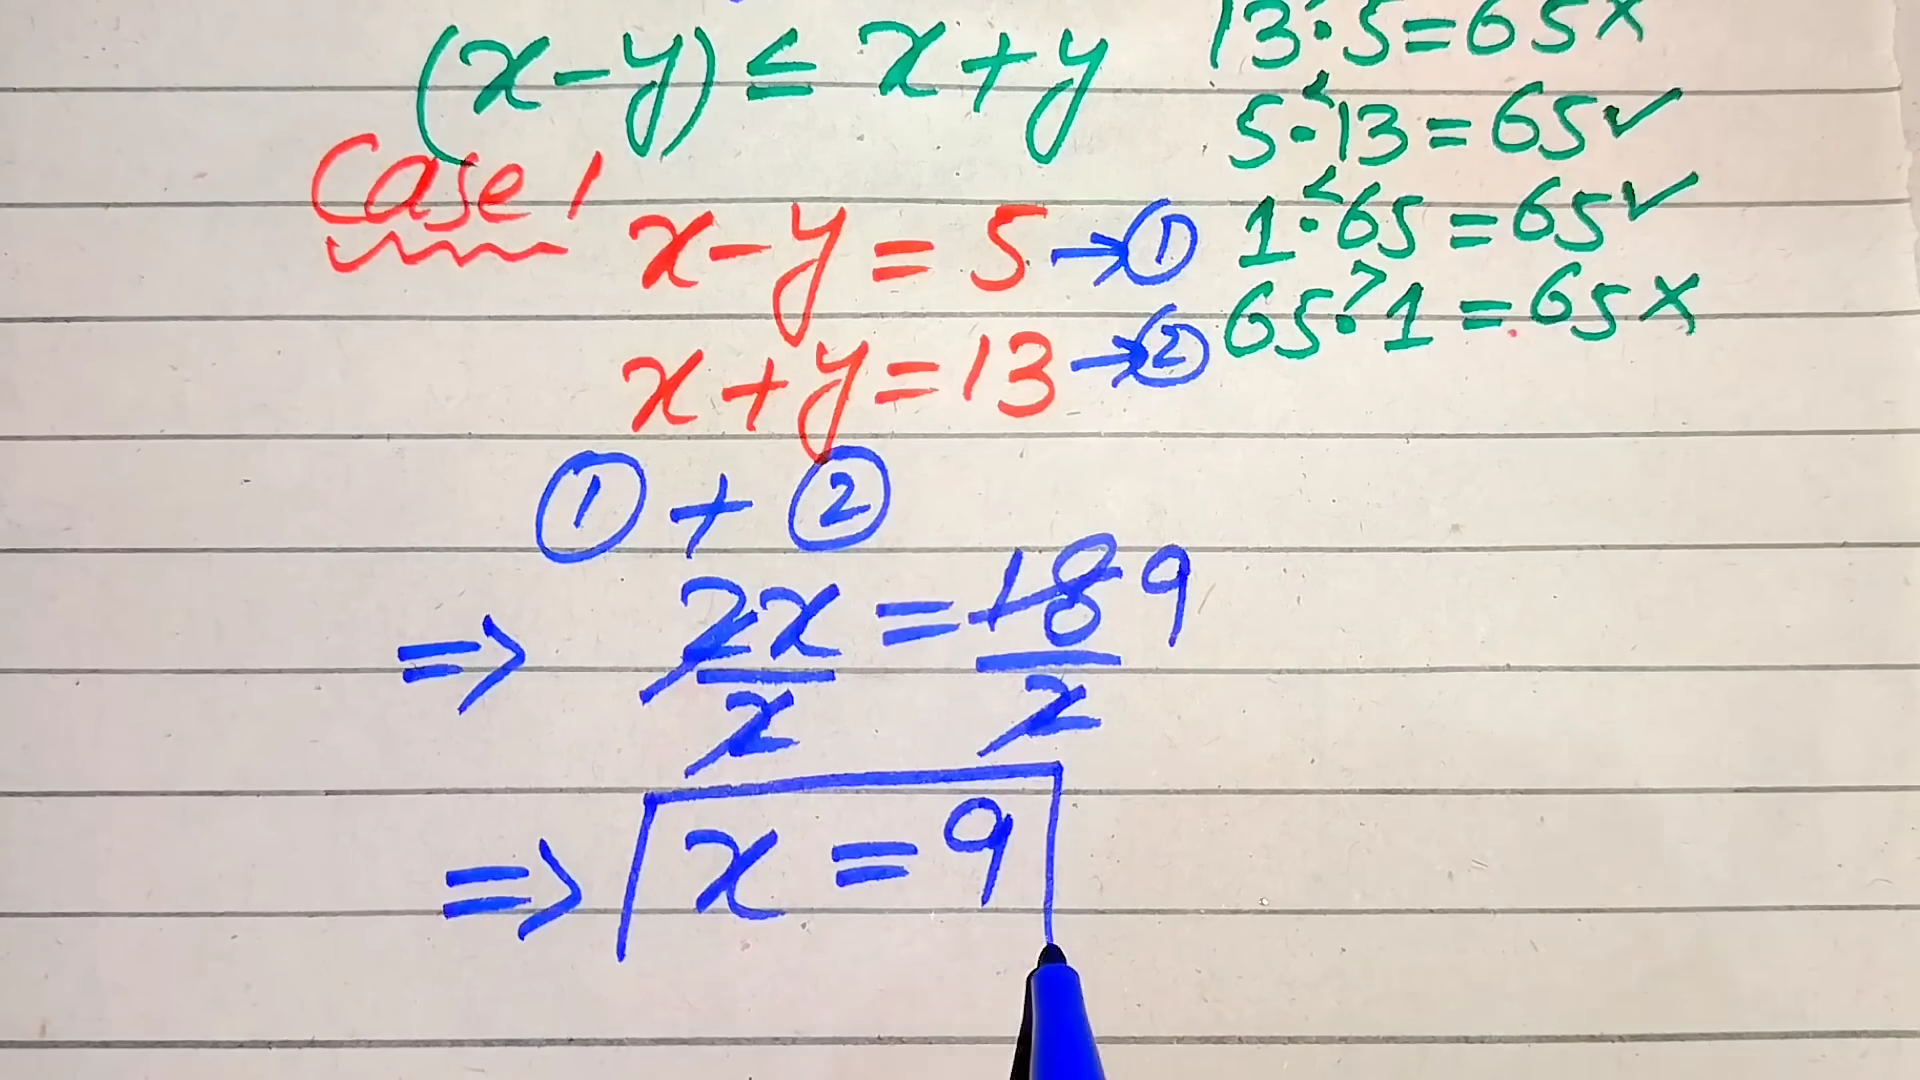 (x-y) ≤ x+y
13·5=65×
5·13=65✓
1·65=65✓
65·1=65×
Case 1
x-y=5→①
x+y=13→②
①+②
⇒ 2x/2 = 18/2 9
⇒ x=9